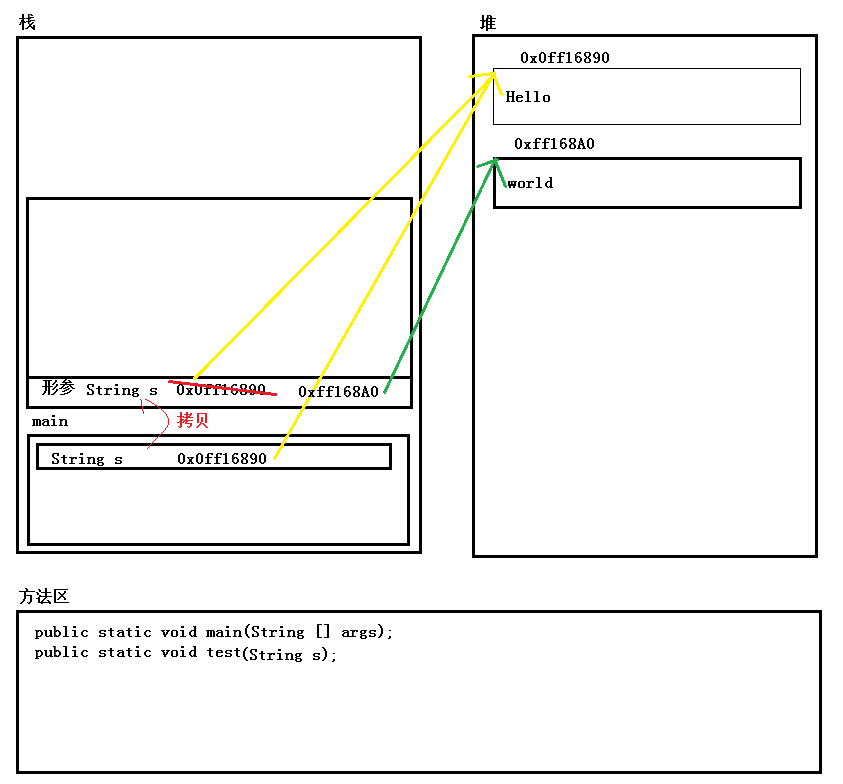 栈
堆
0x0ff16890
Hello
0xff168A0
world
形参 String s 0x0ff16890 0xff168A0
main
拷贝
String s 0x0ff16890
方法区
public static void main(String [] args);
public static void test(String s);